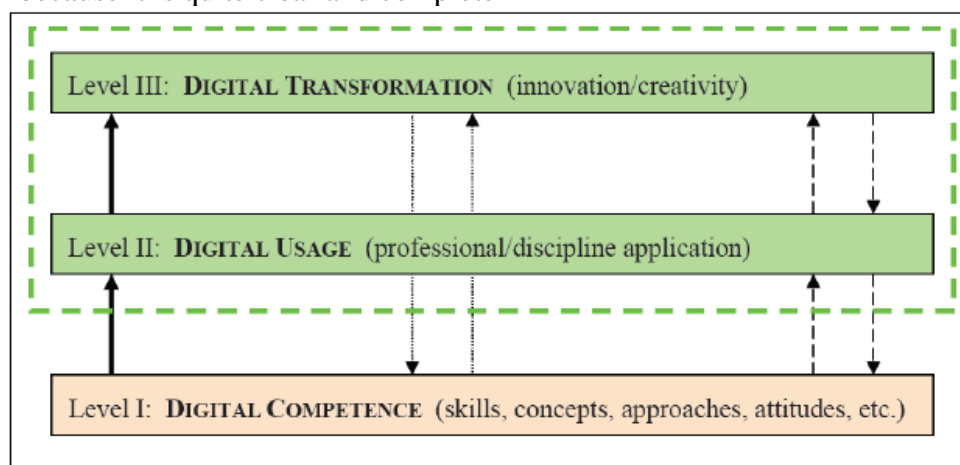 Level III: DIGITAL TRANSFORMATION (innovation/creativity)
Level II: DIGITAL USAGE (professional/discipline application)
Level I: DIGITAL COMPETENCE (skills, concepts, approaches, attitudes, etc.)